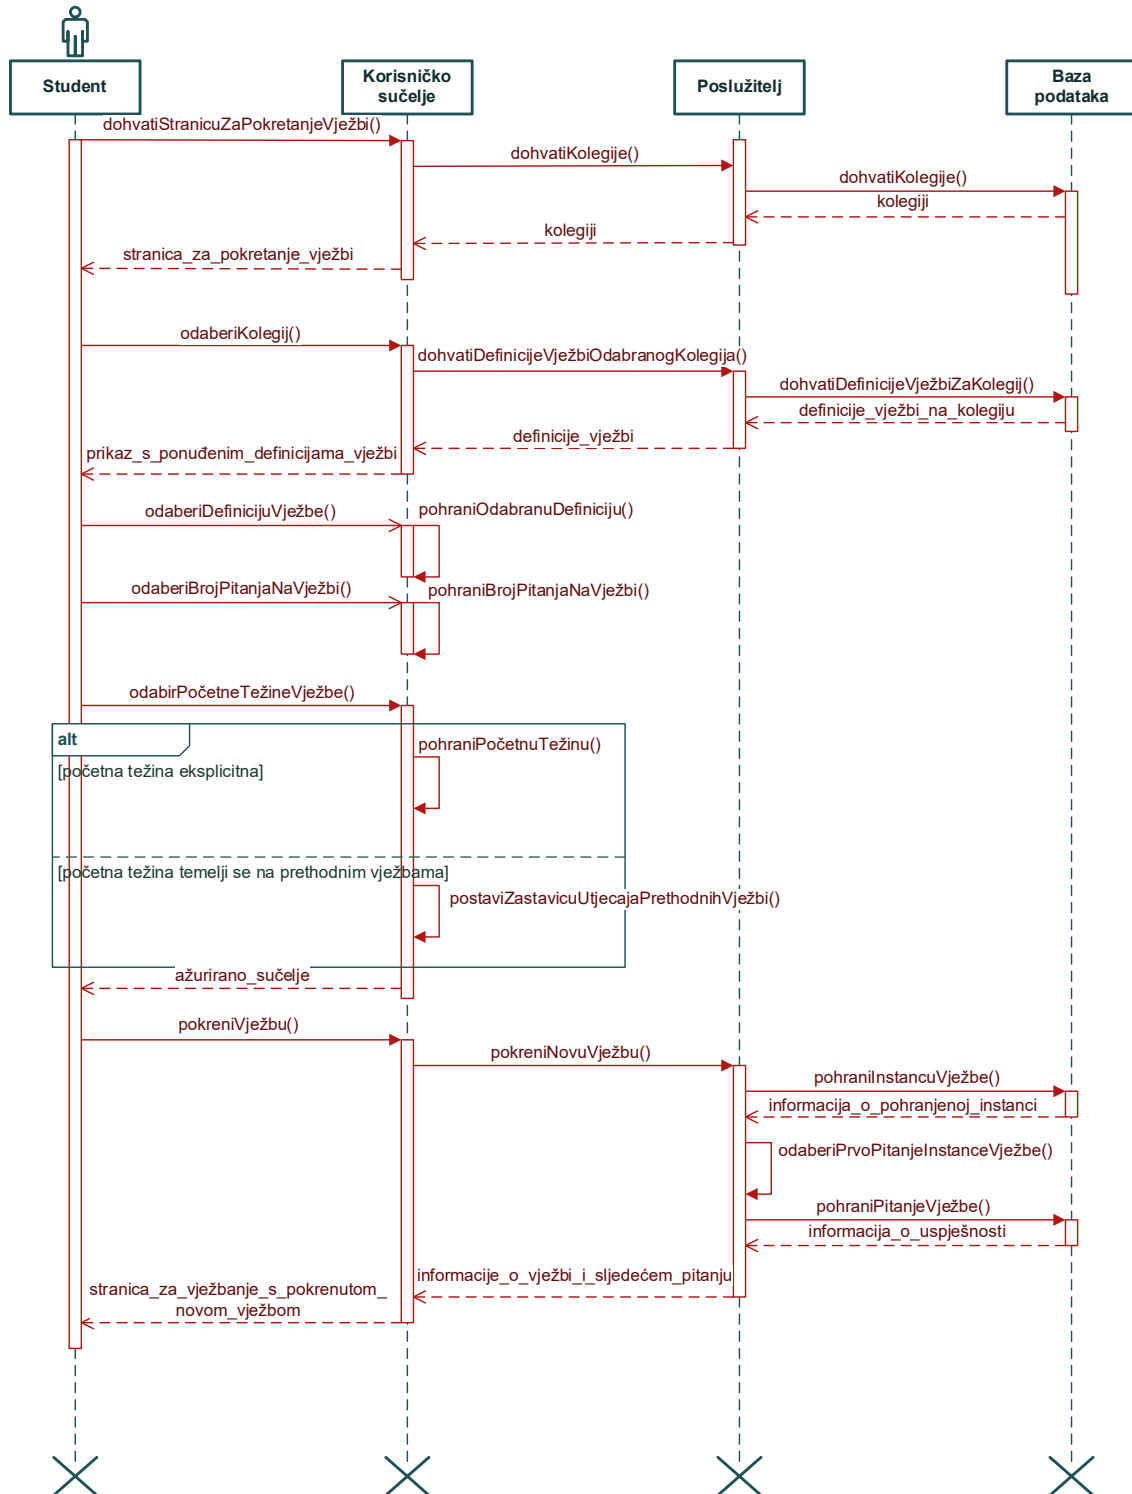 Student
Korisničko
sučelje
Poslužitelj
Baza
podataka
dohvatiStranicuZaPokretanjeVježbi()
dohvatiKolegije()
dohvatiKolegije()
kolegiji
kolegiji
stranica_za_pokretanje_vježbi
odaberiKolegij()
dohvatiDefinicijeVježbiOdabranogKolegija()
dohvatiDefinicijeVježbiZaKolegij()
definicije_vježbi_na_kolegiju
definicije_vježbi
prikaz_s_ponuđenim_definicijama_vježbi
odaberiDefinicijuVježbe()
pohraniOdabranuDefiniciju()
odaberiBrojPitanjaNaVježbi()
pohraniBrojPitanjaNaVježbi()
odabirPočetneTežineVježbe()
alt
pohraniPočetnuTežinu()
[početna težina eksplicitna]
[početna težina temelji se na prethodnim vježbama]
postaviZastavicuUtjecajaPrethodnihVježbi()
ažurirano_sučelje
pokreniVježbu()
pokreniNovuVježbu()
pohraniInstancuVježbe()
informacija_o_pohranjenoj_instanci
odaberiPrvoPitanjeInstanceVježbe()
pohraniPitanjeVježbe()
informacija_o_uspješnosti
informacije_o_vježbi_i_sljedećem_pitanju
stranica_za_vježbanje_s_pokrenutom_
novom_vježbom